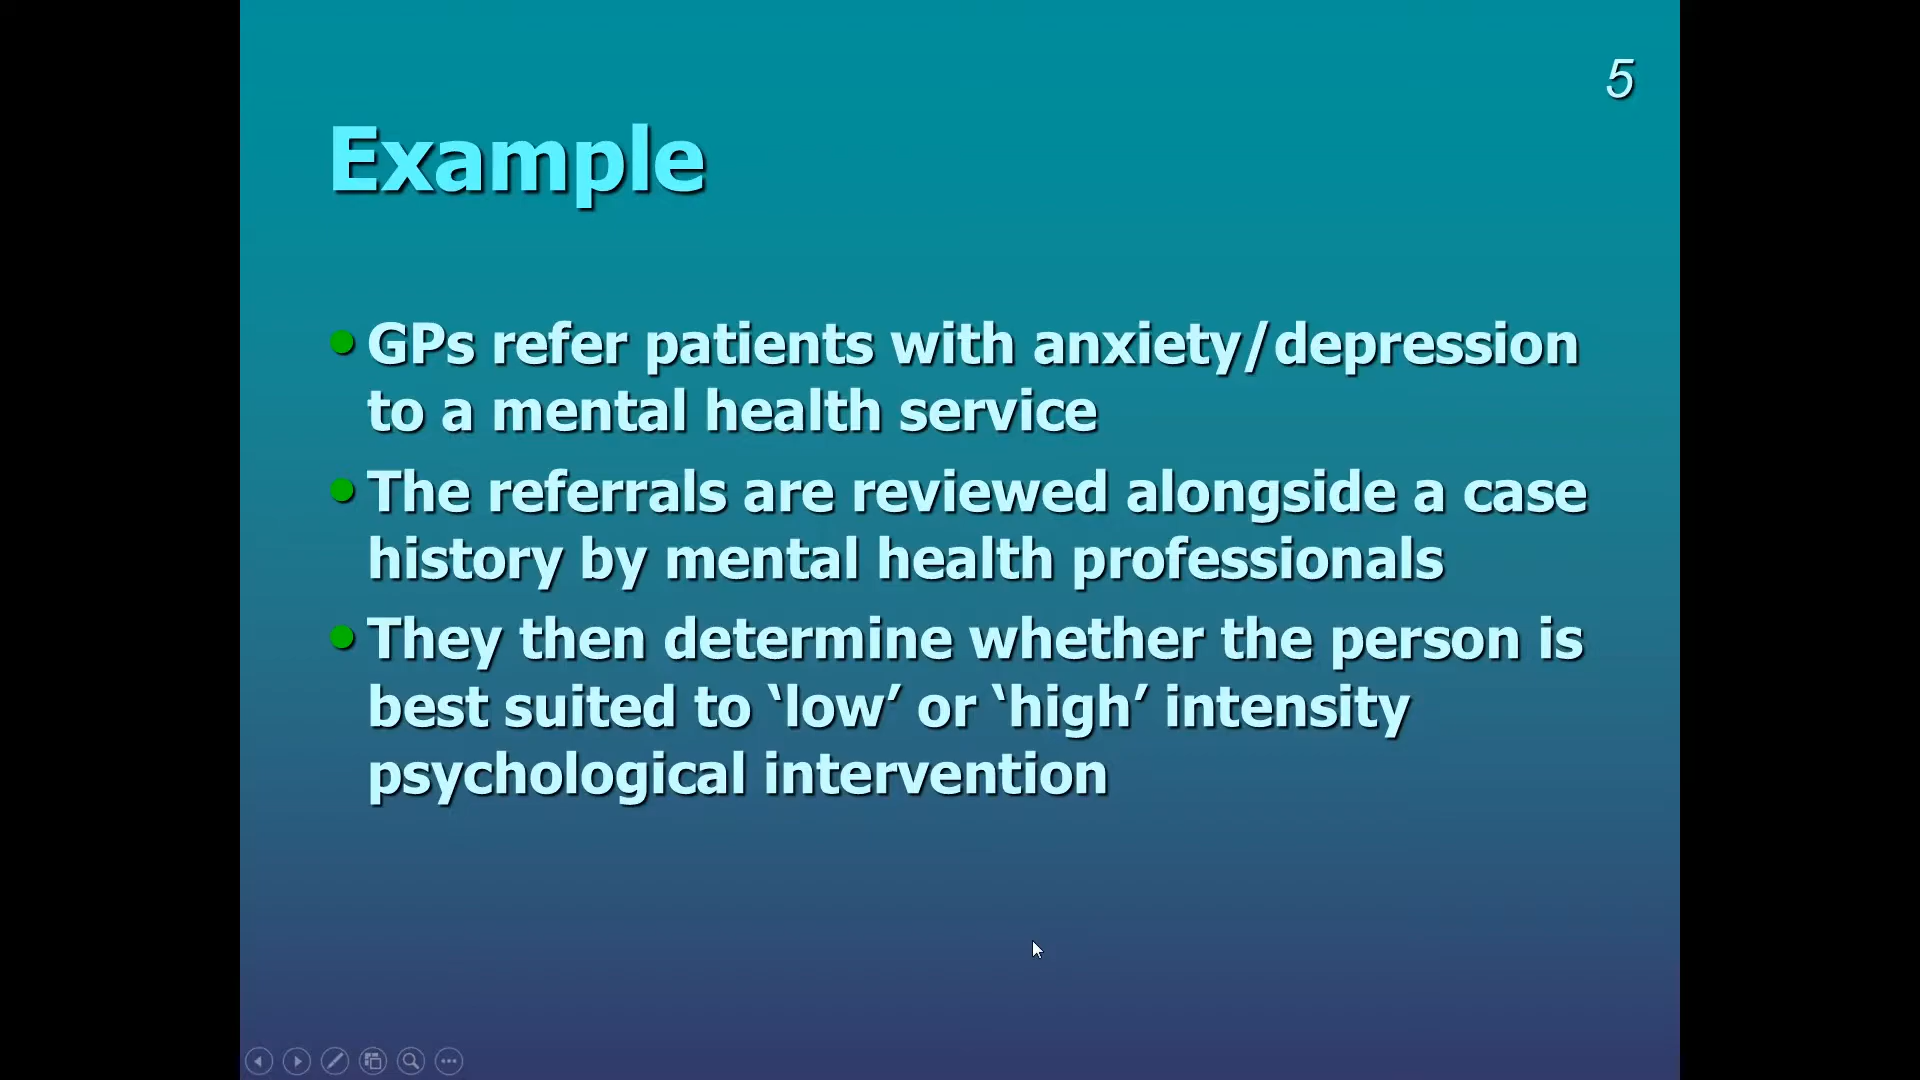 5
Example
• GPs refer patients with anxiety/depression
to a mental health service
• The referrals are reviewed alongside a case
history by mental health professionals
• They then determine whether the person is
best suited to ‘low’ or ‘high’ intensity
psychological intervention